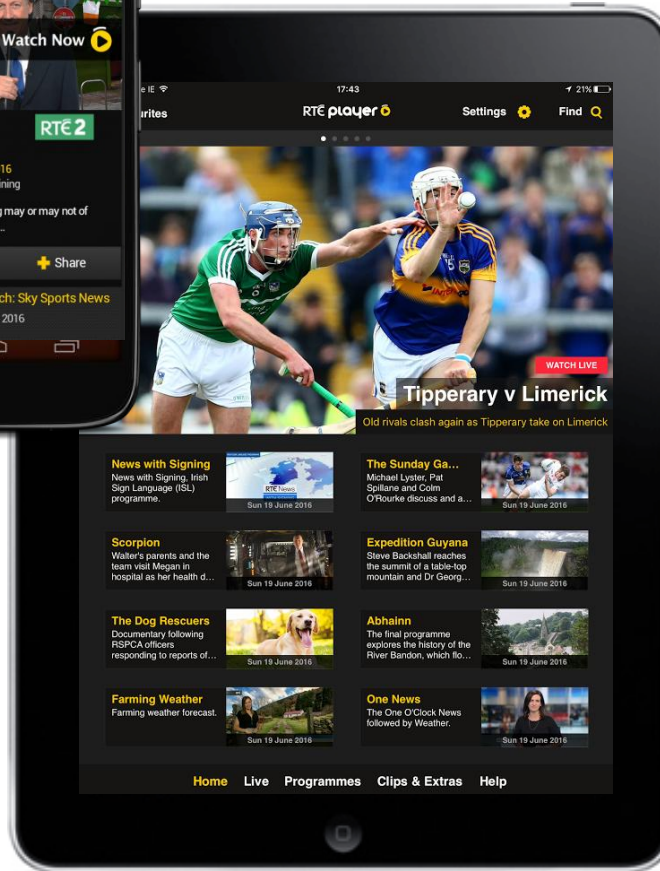 Watch Now
RTÉ 2
16
ining
g may or may not of
...
Share
ch: Sky Sports News
2016
e IE 17:43 21%
urites RTÉ player Settings Find
WATCH LIVE
Tipperary v Limerick
Old rivals clash again as Tipperary take on Limerick
News with Signing
News with Signing, Irish
Sign Language (ISL)
programme.
RTÉ News
Sun 19 June 2016
The Sunday Ga...
Michael Lyster, Pat
Spillane and Colm
O'Rourke discuss and a...
Sun 19 June 2016
Scorpion
Walter's parents and the
team visit Megan in
hospital as her health d...
Sun 19 June 2016
Expedition Guyana
Steve Backshall reaches
the summit of a table-top
mountain and Dr Georg...
Sun 19 June 2016
The Dog Rescuers
Documentary following
RSPCA officers
responding to reports of...
Sun 19 June 2016
Abhainn
The final programme
explores the history of the
River Bandon, which flo...
Sun 19 June 2016
Farming Weather
Farming weather forecast.
Sun 19 June 2016
One News
The One O'Clock News
followed by Weather.
Sun 19 June 2016
Home Live Programmes Clips & Extras Help